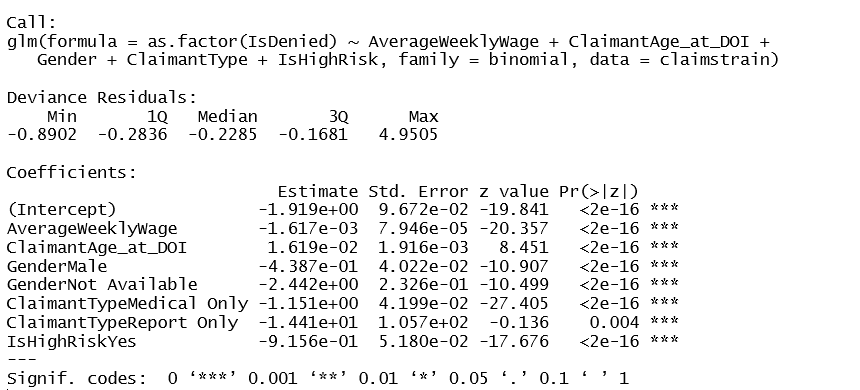 Call:
glm(formula = as.factor(IsDenied) ~ AverageWeeklyWage + ClaimantAge_at_DOI +
Gender + ClaimantType + IsHighRisk, family = binomial, data = claimstrain)
Deviance Residuals:
Min 1Q Median 3Q Max
-0.8902 -0.2836 -0.2285 -0.1681 4.9505
Coefficients:
Estimate Std. Error z value Pr(>|z|)
(Intercept) -1.919e+00 9.672e-02 -19.841 <2e-16 ***
AverageWeeklyWage -1.617e-03 7.946e-05 -20.357 <2e-16 ***
ClaimantAge_at_DOI 1.619e-02 1.916e-03 8.451 <2e-16 ***
GenderMale -4.387e-01 4.022e-02 -10.907 <2e-16 ***
GenderNot Available -2.442e+00 2.326e-01 -10.499 <2e-16 ***
ClaimantTypeMedical Only -1.151e+00 4.199e-02 -27.405 <2e-16 ***
ClaimantTypeReport Only -1.441e+01 1.057e+02 -0.136 0.004 ***
IsHighRiskYes -9.156e-01 5.180e-02 -17.676 <2e-16 ***
---
Signif. codes: 0 ‘***’ 0.001 ‘**’ 0.01 ‘*’ 0.05 ‘.’ 0.1 ‘ ’ 1